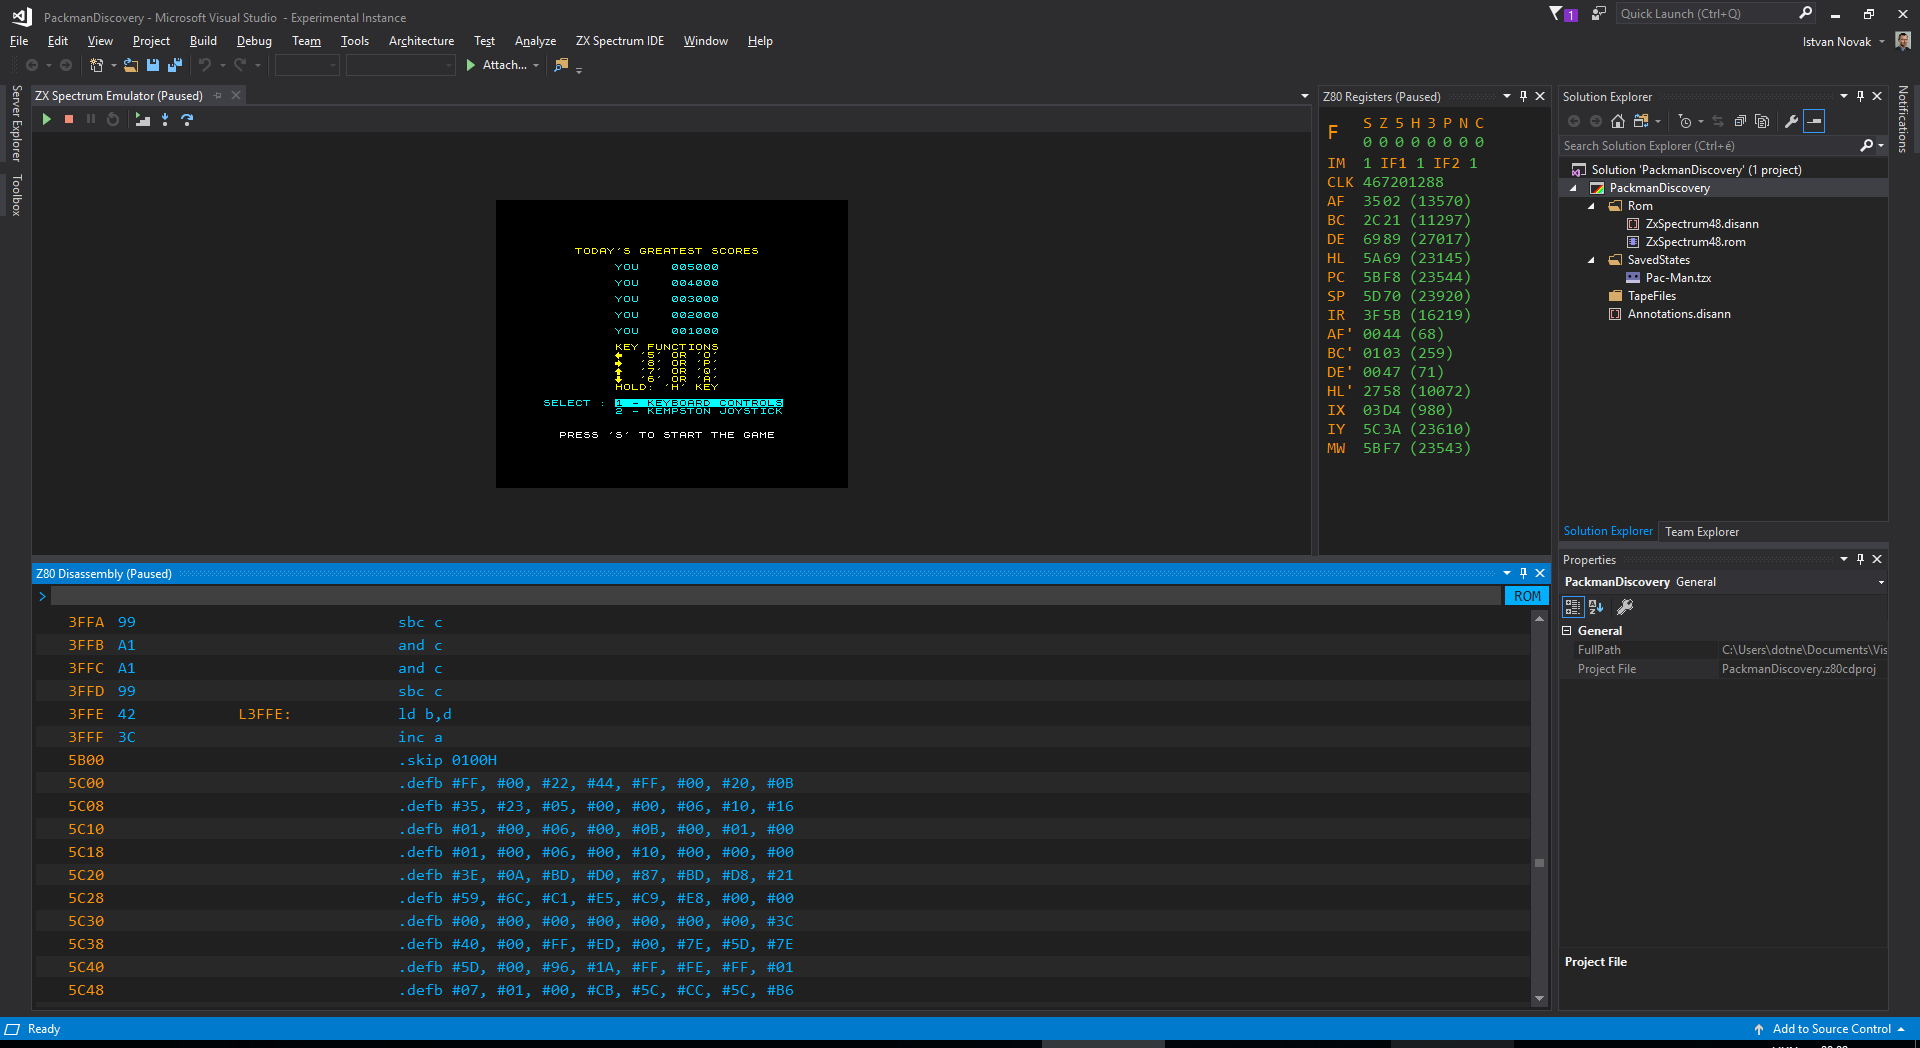 PackmanDiscovery - Microsoft Visual Studio - Experimental Instance
1
Quick Launch (Ctrl+Q)
File Edit View Project Build Debug Team Tools Architecture Test Analyze ZX Spectrum IDE Window Help
Istvan Novak
Attach...
Server Explorer
Toolbox
ZX Spectrum Emulator (Paused)
TODAY'S GREATEST SCORES
YOU 005000
YOU 004000
YOU 003000
YOU 002000
YOU 001000
KEY FUNCTIONS
'5' OR 'O'
'8' OR 'P'
'7' OR 'Q'
'6' OR 'A'
HOLD: 'H' KEY
SELECT : 1 - KEYBOARD CONTROLS
2 - KEMPSTON JOYSTICK
PRESS 'S' TO START THE GAME
Z80 Registers (Paused)
F S Z 5 H 3 P N C
0 0 0 0 0 0 0 0
IM 1 IF1 1 IF2 1
CLK 467201288
AF 3502 (13570)
BC 2C21 (11297)
DE 6989 (27017)
HL 5A69 (23145)
PC 5BF8 (23544)
SP 5D70 (23920)
IR 3F5B (16219)
AF' 0044 (68)
BC' 0103 (259)
DE' 0047 (71)
HL' 2758 (10072)
IX 03D4 (980)
IY 5C3A (23610)
MW 5BF7 (23543)
Solution Explorer
Search Solution Explorer (Ctrl+é)
Solution 'PackmanDiscovery' (1 project)
PackmanDiscovery
Rom
ZxSpectrum48.disann
ZxSpectrum48.rom
SavedStates
Pac-Man.tzx
TapeFiles
Annotations.disann
Solution Explorer Team Explorer
Notifications
Properties
PackmanDiscovery General
General
FullPath C:\Users\dotne\Documents\Vis
Project File PackmanDiscovery.z80cdproj
Project File
Z80 Disassembly (Paused)
> ROM
3FFA 99 sbc c
3FFB A1 and c
3FFC A1 and c
3FFD 99 sbc c
3FFE 42 L3FFE: ld b,d
3FFF 3C inc a
5B00 .skip 0100H
5C00 .defb #FF, #00, #22, #44, #FF, #00, #20, #0B
5C08 .defb #35, #23, #05, #00, #00, #06, #10, #16
5C10 .defb #01, #00, #06, #00, #0B, #00, #01, #00
5C18 .defb #01, #00, #06, #00, #10, #00, #00, #00
5C20 .defb #3E, #0A, #BD, #D0, #87, #BD, #D8, #21
5C28 .defb #59, #6C, #C1, #E5, #C9, #E8, #00, #00
5C30 .defb #00, #00, #00, #00, #00, #00, #00, #3C
5C38 .defb #40, #00, #FF, #ED, #00, #7E, #5D, #7E
5C40 .defb #5D, #00, #96, #1A, #FF, #FE, #FF, #01
5C48 .defb #07, #01, #00, #CB, #5C, #CC, #5C, #B6
Ready
Add to Source Control